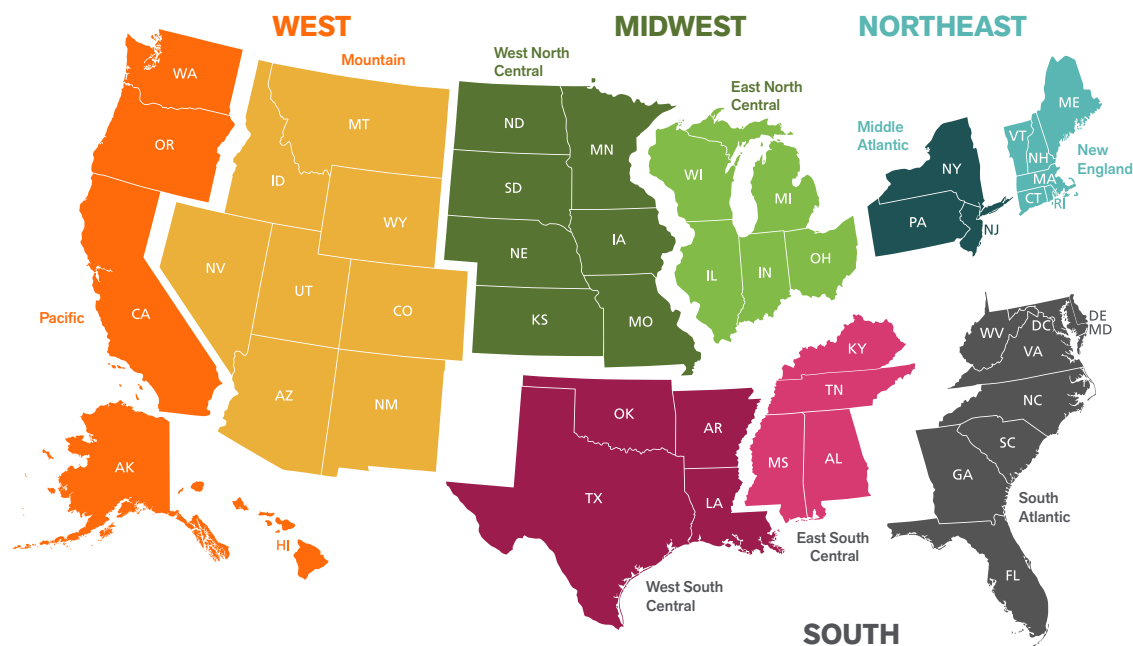 WEST
MIDWEST
NORTHEAST
Mountain
West North
Central
East North
Central
Middle
Atlantic
New
England
Pacific
WA
OR
CA
AK
HI
MT
ID
WY
NV
UT
CO
AZ
NM
ND
MN
SD
IA
NE
KS
MO
WI
MI
IL
IN
OH
NY
PA
NJ
ME
VT
NH
MA
CT
RI
OK
AR
TX
LA
West South
Central
KY
TN
MS
AL
East South
Central
DE
MD
DC
WV
VA
NC
SC
GA
FL
South
Atlantic
SOUTH